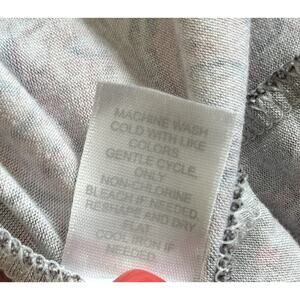 MACHINE WASH
COLD WITH LIKE
COLORS.
GENTLE CYCLE.
ONLY
NON-CHLORINE
BLEACH IF NEEDED.
RESHAPE AND DRY
FLAT
COOL IRON IF
NEEDED.